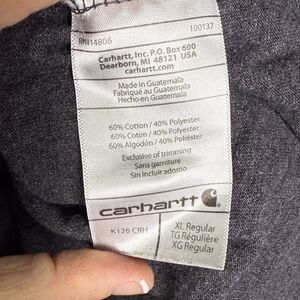 RN#14806 100137
Carhartt, Inc. P.O. Box 600
Dearborn, MI 48121 USA
carhartt.com
Made in Guatemala
Fabriqué au Guatemala
Hecho en Guatemala
60% Cotton / 40% Polyester
60% Coton / 40% Polyester
60% Algodón / 40% Poliéster
Exclusive of trimming
Sans garniture
Sin incluir adorno
carhartt
K126 CRH
XL Regular
TG Régulière
XG Regular